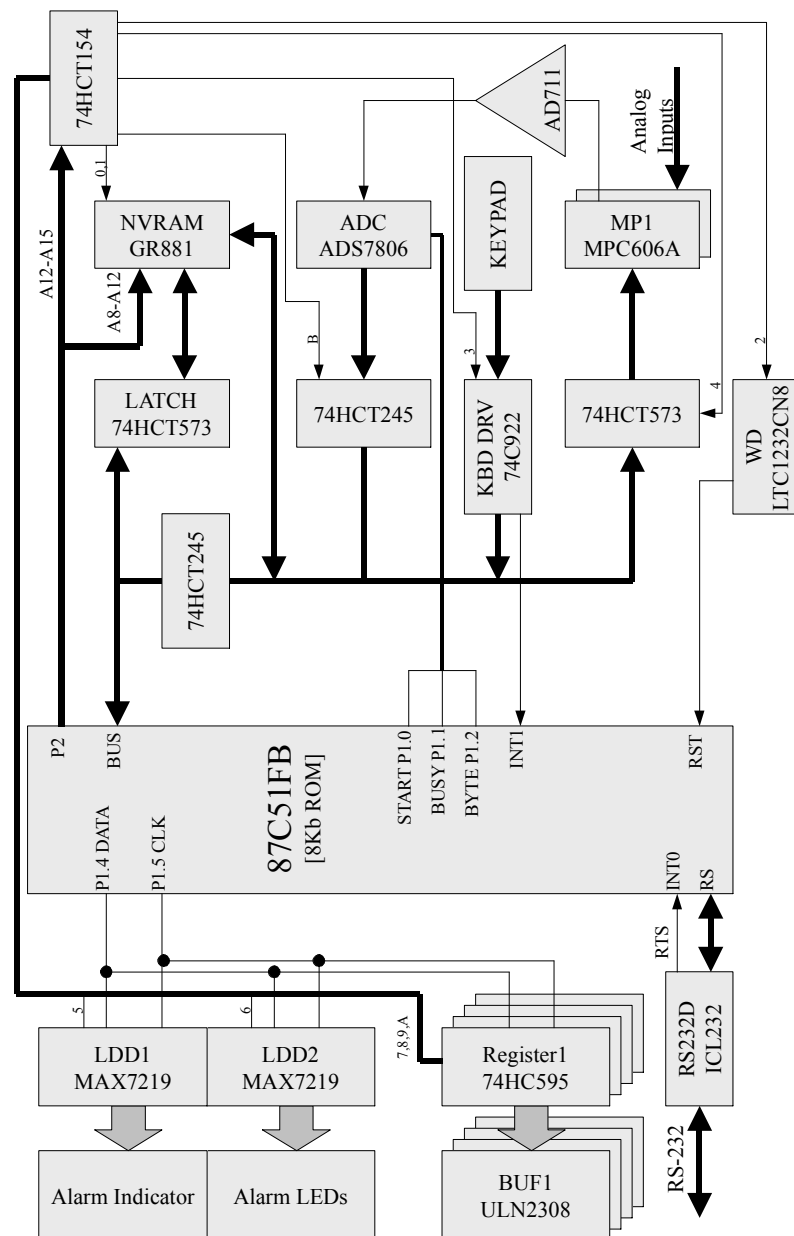 74HCT154
0,1
A12-A15
A8-A12
NVRAM
GR881
ADC
ADS7806
KEYPAD
AD711
Analog
Inputs
MP1
MPC606A
B
3
4
2
LATCH
74HCT573
74HCT245
KBD DRV
74C922
74HCT573
WD
LTC1232CN8
74HCT245
P2
BUS
START P1.0
BUSY P1.1
BYTE P1.2
INT1
RST
87C51FB
[8Kb ROM]
P1.4 DATA
P1.5 CLK
INT0
RS
RTS
5
6
7,8,9,A
LDD1
MAX7219
LDD2
MAX7219
Register1
74HC595
RS232D
ICL232
Alarm Indicator
Alarm LEDs
BUF1
ULN2308
RS-232